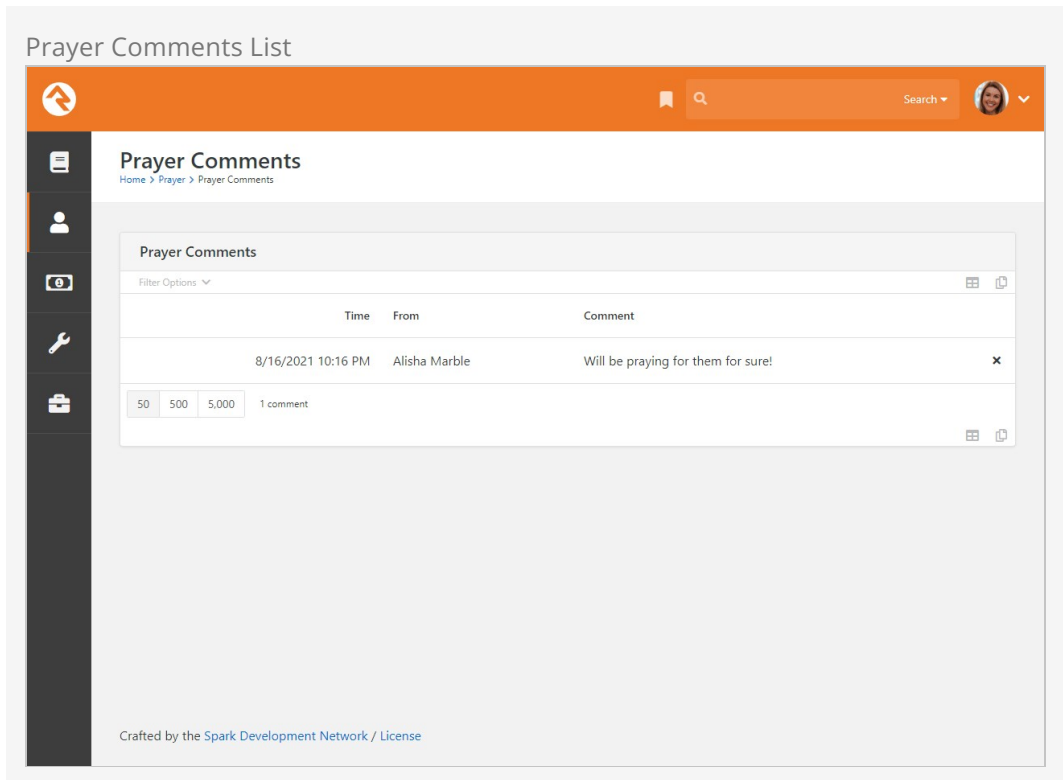 Prayer Comments List
Search
Prayer Comments
Home > Prayer > Prayer Comments
Prayer Comments
Filter Options
Time From Comment
8/16/2021 10:16 PM Alisha Marble Will be praying for them for sure!
50 500 5,000 1 comment
Crafted by the Spark Development Network / License